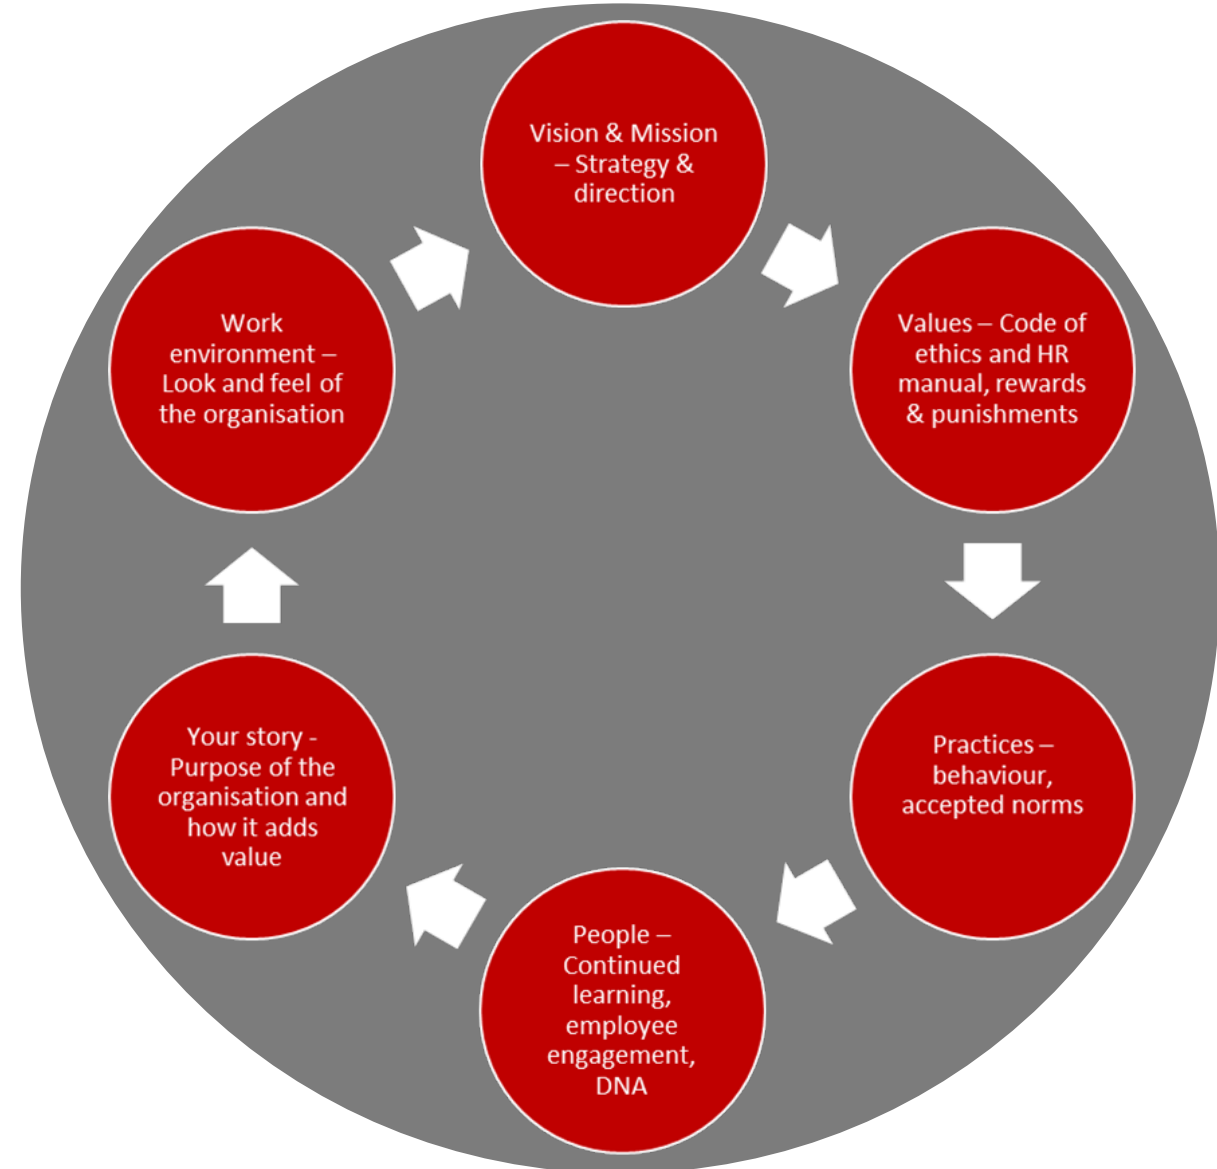 Vision & Mission
– Strategy &
direction
Values – Code of
ethics and HR
manual, rewards
& punishments
Practices –
behaviour,
accepted norms
People –
Continued
learning,
employee
engagement,
DNA
Your story -
Purpose of the
organisation and
how it adds
value
Work
environment –
Look and feel of
the organisation